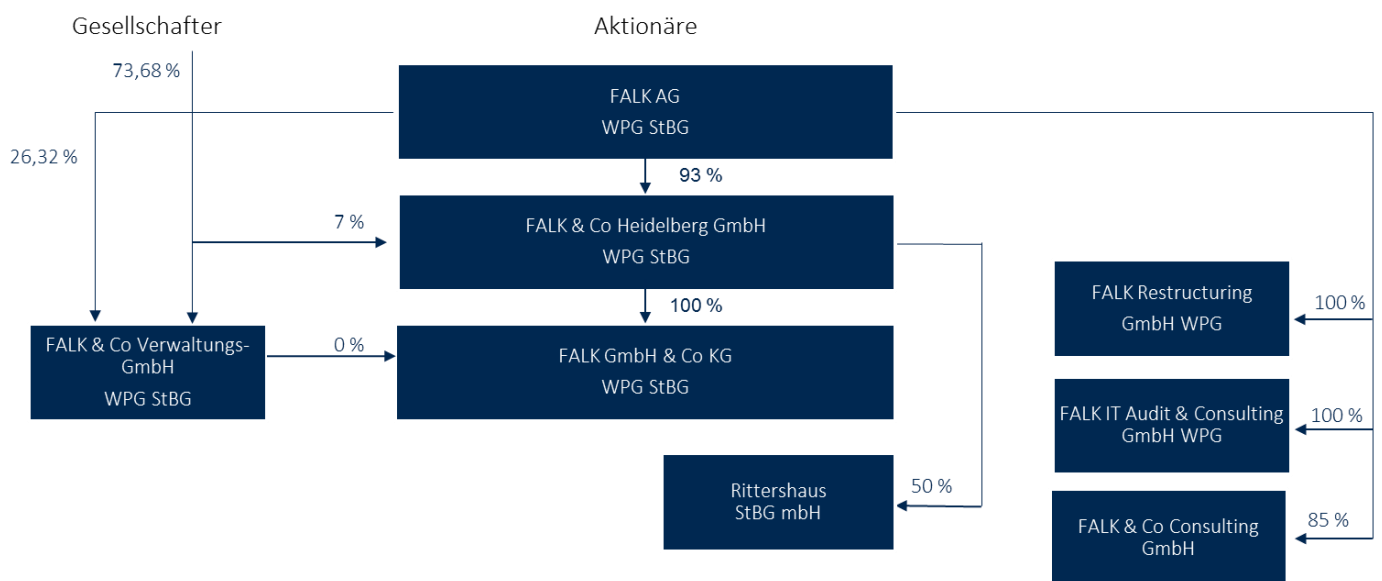 Gesellschafter
Aktionäre
73,68 %
FALK AG
WPG StBG
26,32 %
93 %
7 %
FALK & Co Heidelberg GmbH
WPG StBG
100 %
FALK & Co Verwaltungs-
GmbH
WPG StBG
0 %
FALK GmbH & Co KG
WPG StBG
FALK Restructuring
GmbH WPG
100 %
FALK IT Audit & Consulting
GmbH WPG
100 %
Rittershaus
StBG mbH
50 %
FALK & Co Consulting
GmbH
85 %